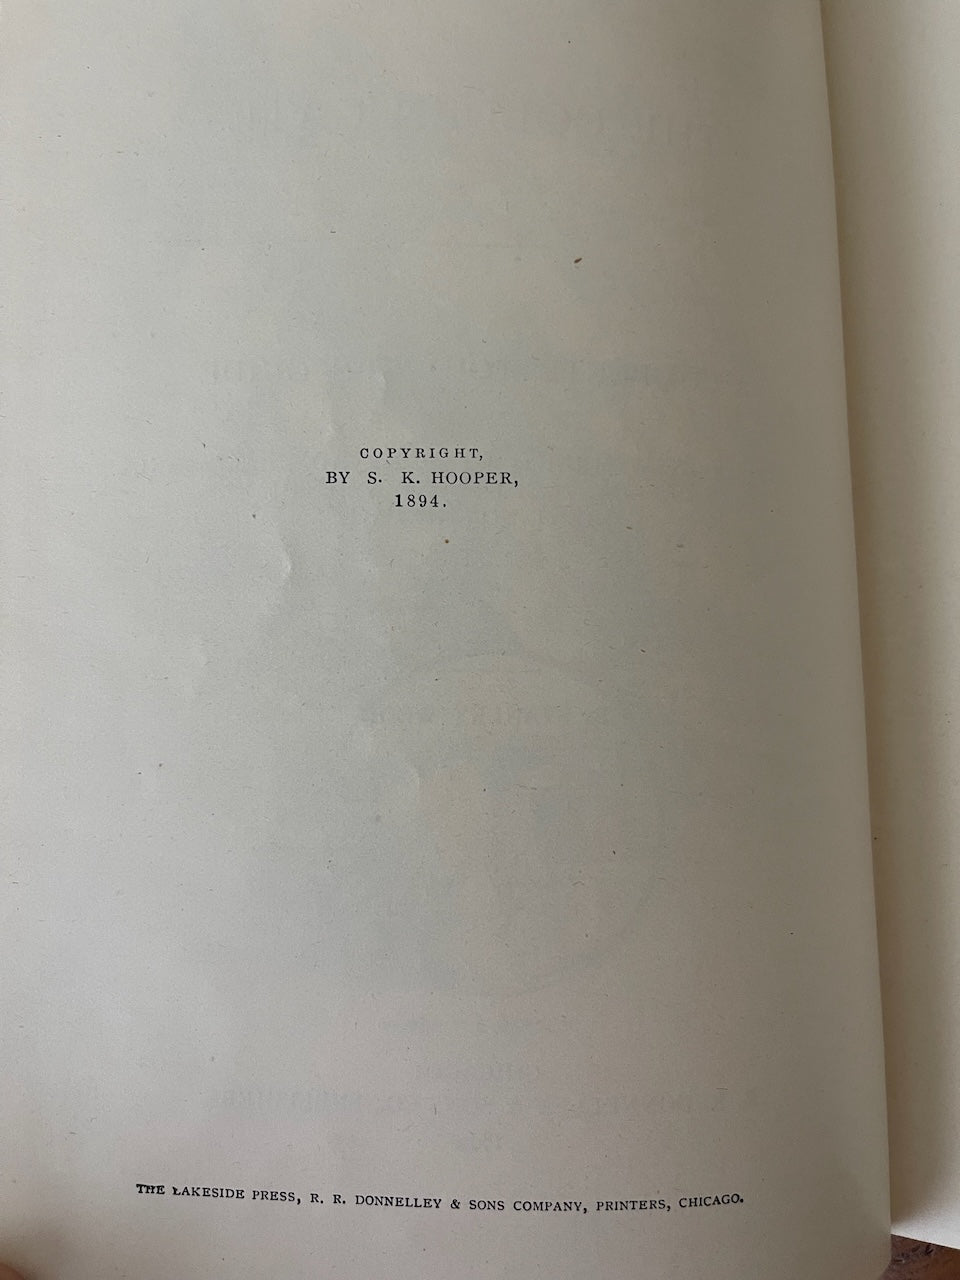 COPYRIGHT,
BY S. K. HOOPER,
1894.
THE LAKESIDE PRESS, R. R. DONNELLEY & SONS COMPANY, PRINTERS, CHICAGO.